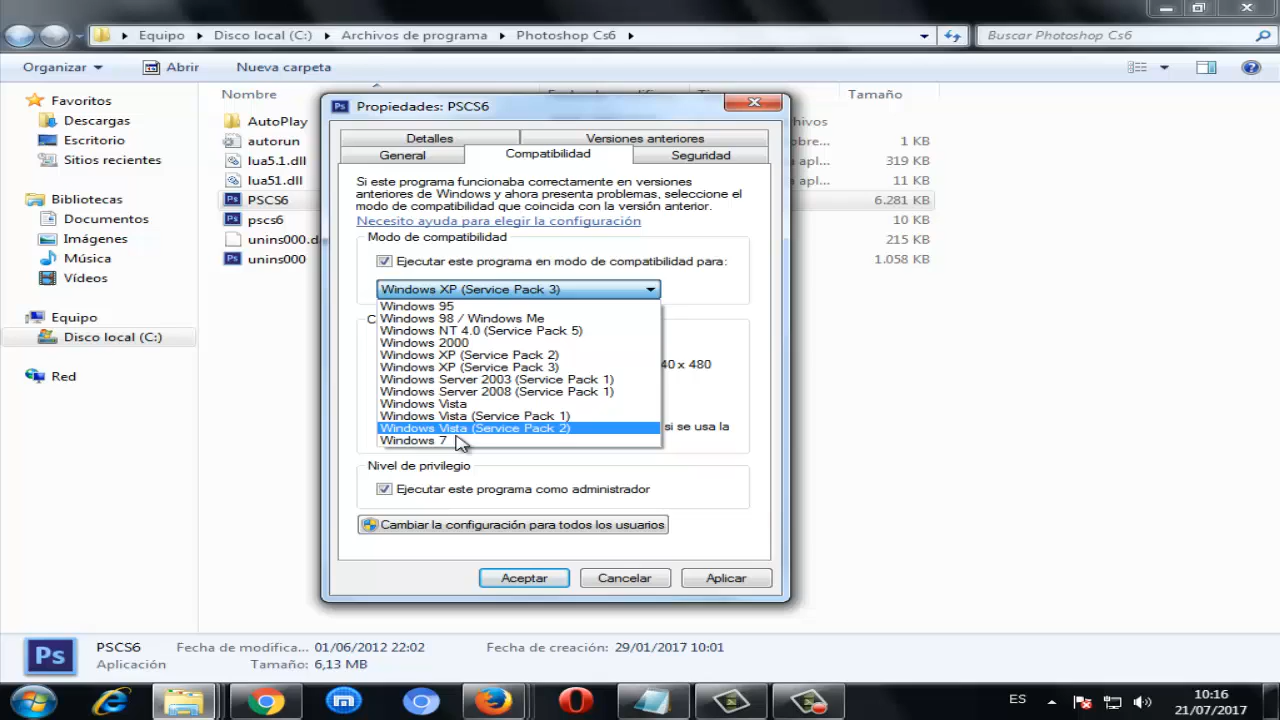 Equipo
Disco local (C:)
Archivos de programa
Photoshop Cs6
Buscar Photoshop Cs6
Organizar
Abrir
Nueva carpeta
Favoritos
Descargas
Escritorio
Sitios recientes
Bibliotecas
Documentos
Imágenes
Música
Vídeos
Equipo
Disco local (C:)
Red
Nombre
Tamaño
AutoPlay
autorun
1 KB
lua5.1.dll
319 KB
lua51.dll
11 KB
PSCS6
6.281 KB
pscs6
10 KB
unins000.d
215 KB
unins000
1.058 KB
Propiedades: PSCS6
Detalles
Versiones anteriores
General
Compatibilidad
Seguridad
Si este programa funcionaba correctamente en versiones
anteriores de Windows y ahora presenta problemas, seleccione el
modo de compatibilidad que coincida con la versión anterior.
Necesito ayuda para elegir la configuración
Modo de compatibilidad
Ejecutar este programa en modo de compatibilidad para:
Windows XP (Service Pack 3)
Windows 95
Windows 98 / Windows Me
Windows NT 4.0 (Service Pack 5)
Windows 2000
Windows XP (Service Pack 2)
Windows XP (Service Pack 3)
Windows Server 2003 (Service Pack 1)
Windows Server 2008 (Service Pack 1)
Windows Vista
Windows Vista (Service Pack 1)
Windows Vista (Service Pack 2)
Windows 7
40 x 480
si se usa la
Nivel de privilegio
Ejecutar este programa como administrador
Cambiar la configuración para todos los usuarios
Aceptar
Cancelar
Aplicar
Ps
PSCS6
Fecha de modifica... 01/06/2012 22:02
Fecha de creación: 29/01/2017 10:01
Aplicación
Tamaño: 6,13 MB
ES
10:16
21/07/2017